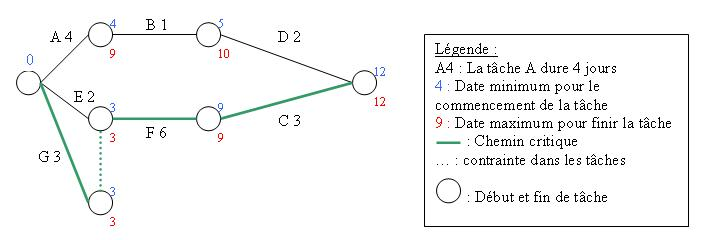 4
A 4
9
B 1
5
10
D 2
0
E 2
3
3
F 6
9
9
C 3
12
12
G 3
3
3
Légende :
A4 : La tâche A dure 4 jours
4 : Date minimum pour le
commencement de la tâche
9 : Date maximum pour finir la tâche
: Chemin critique
... : contrainte dans les tâches
: Début et fin de tâche